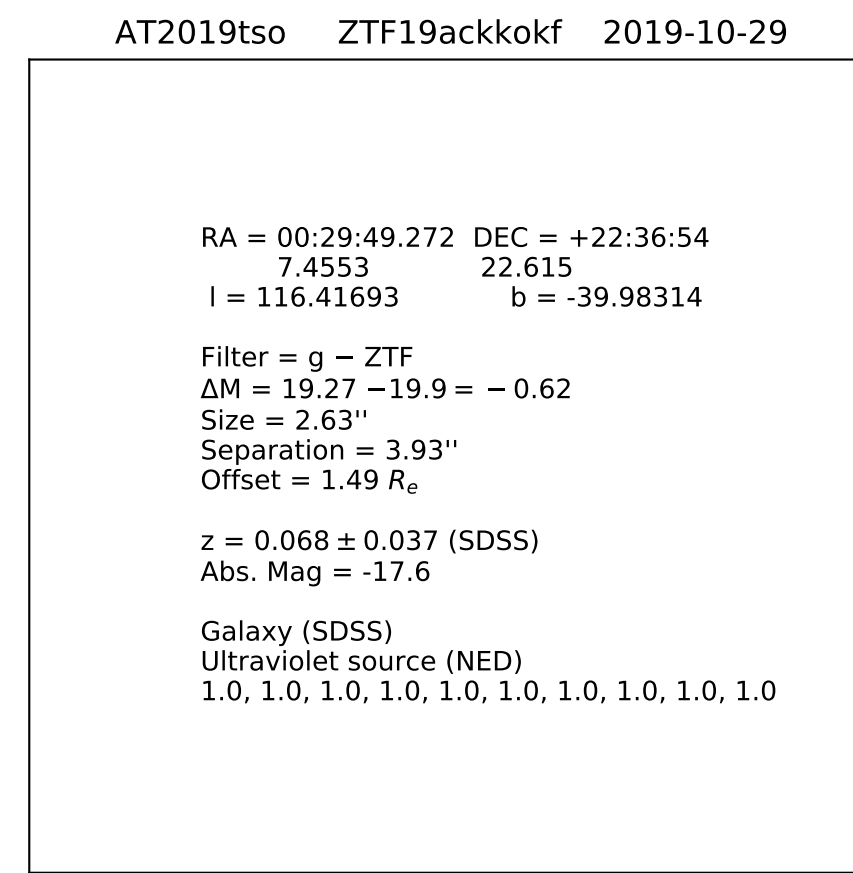 AT2019tso ZTF19ackkokf 2019-10-29
RA = 00:29:49.272 DEC = +22:36:54
7.4553 22.615
l = 116.41693 b = -39.98314
Filter = g − ZTF
ΔM = 19.27 −19.9 = − 0.62
Size = 2.63''
Separation = 3.93''
Offset = 1.49 Re
z = 0.068 ± 0.037 (SDSS)
Abs. Mag = -17.6
Galaxy (SDSS)
Ultraviolet source (NED)
1.0, 1.0, 1.0, 1.0, 1.0, 1.0, 1.0, 1.0, 1.0, 1.0